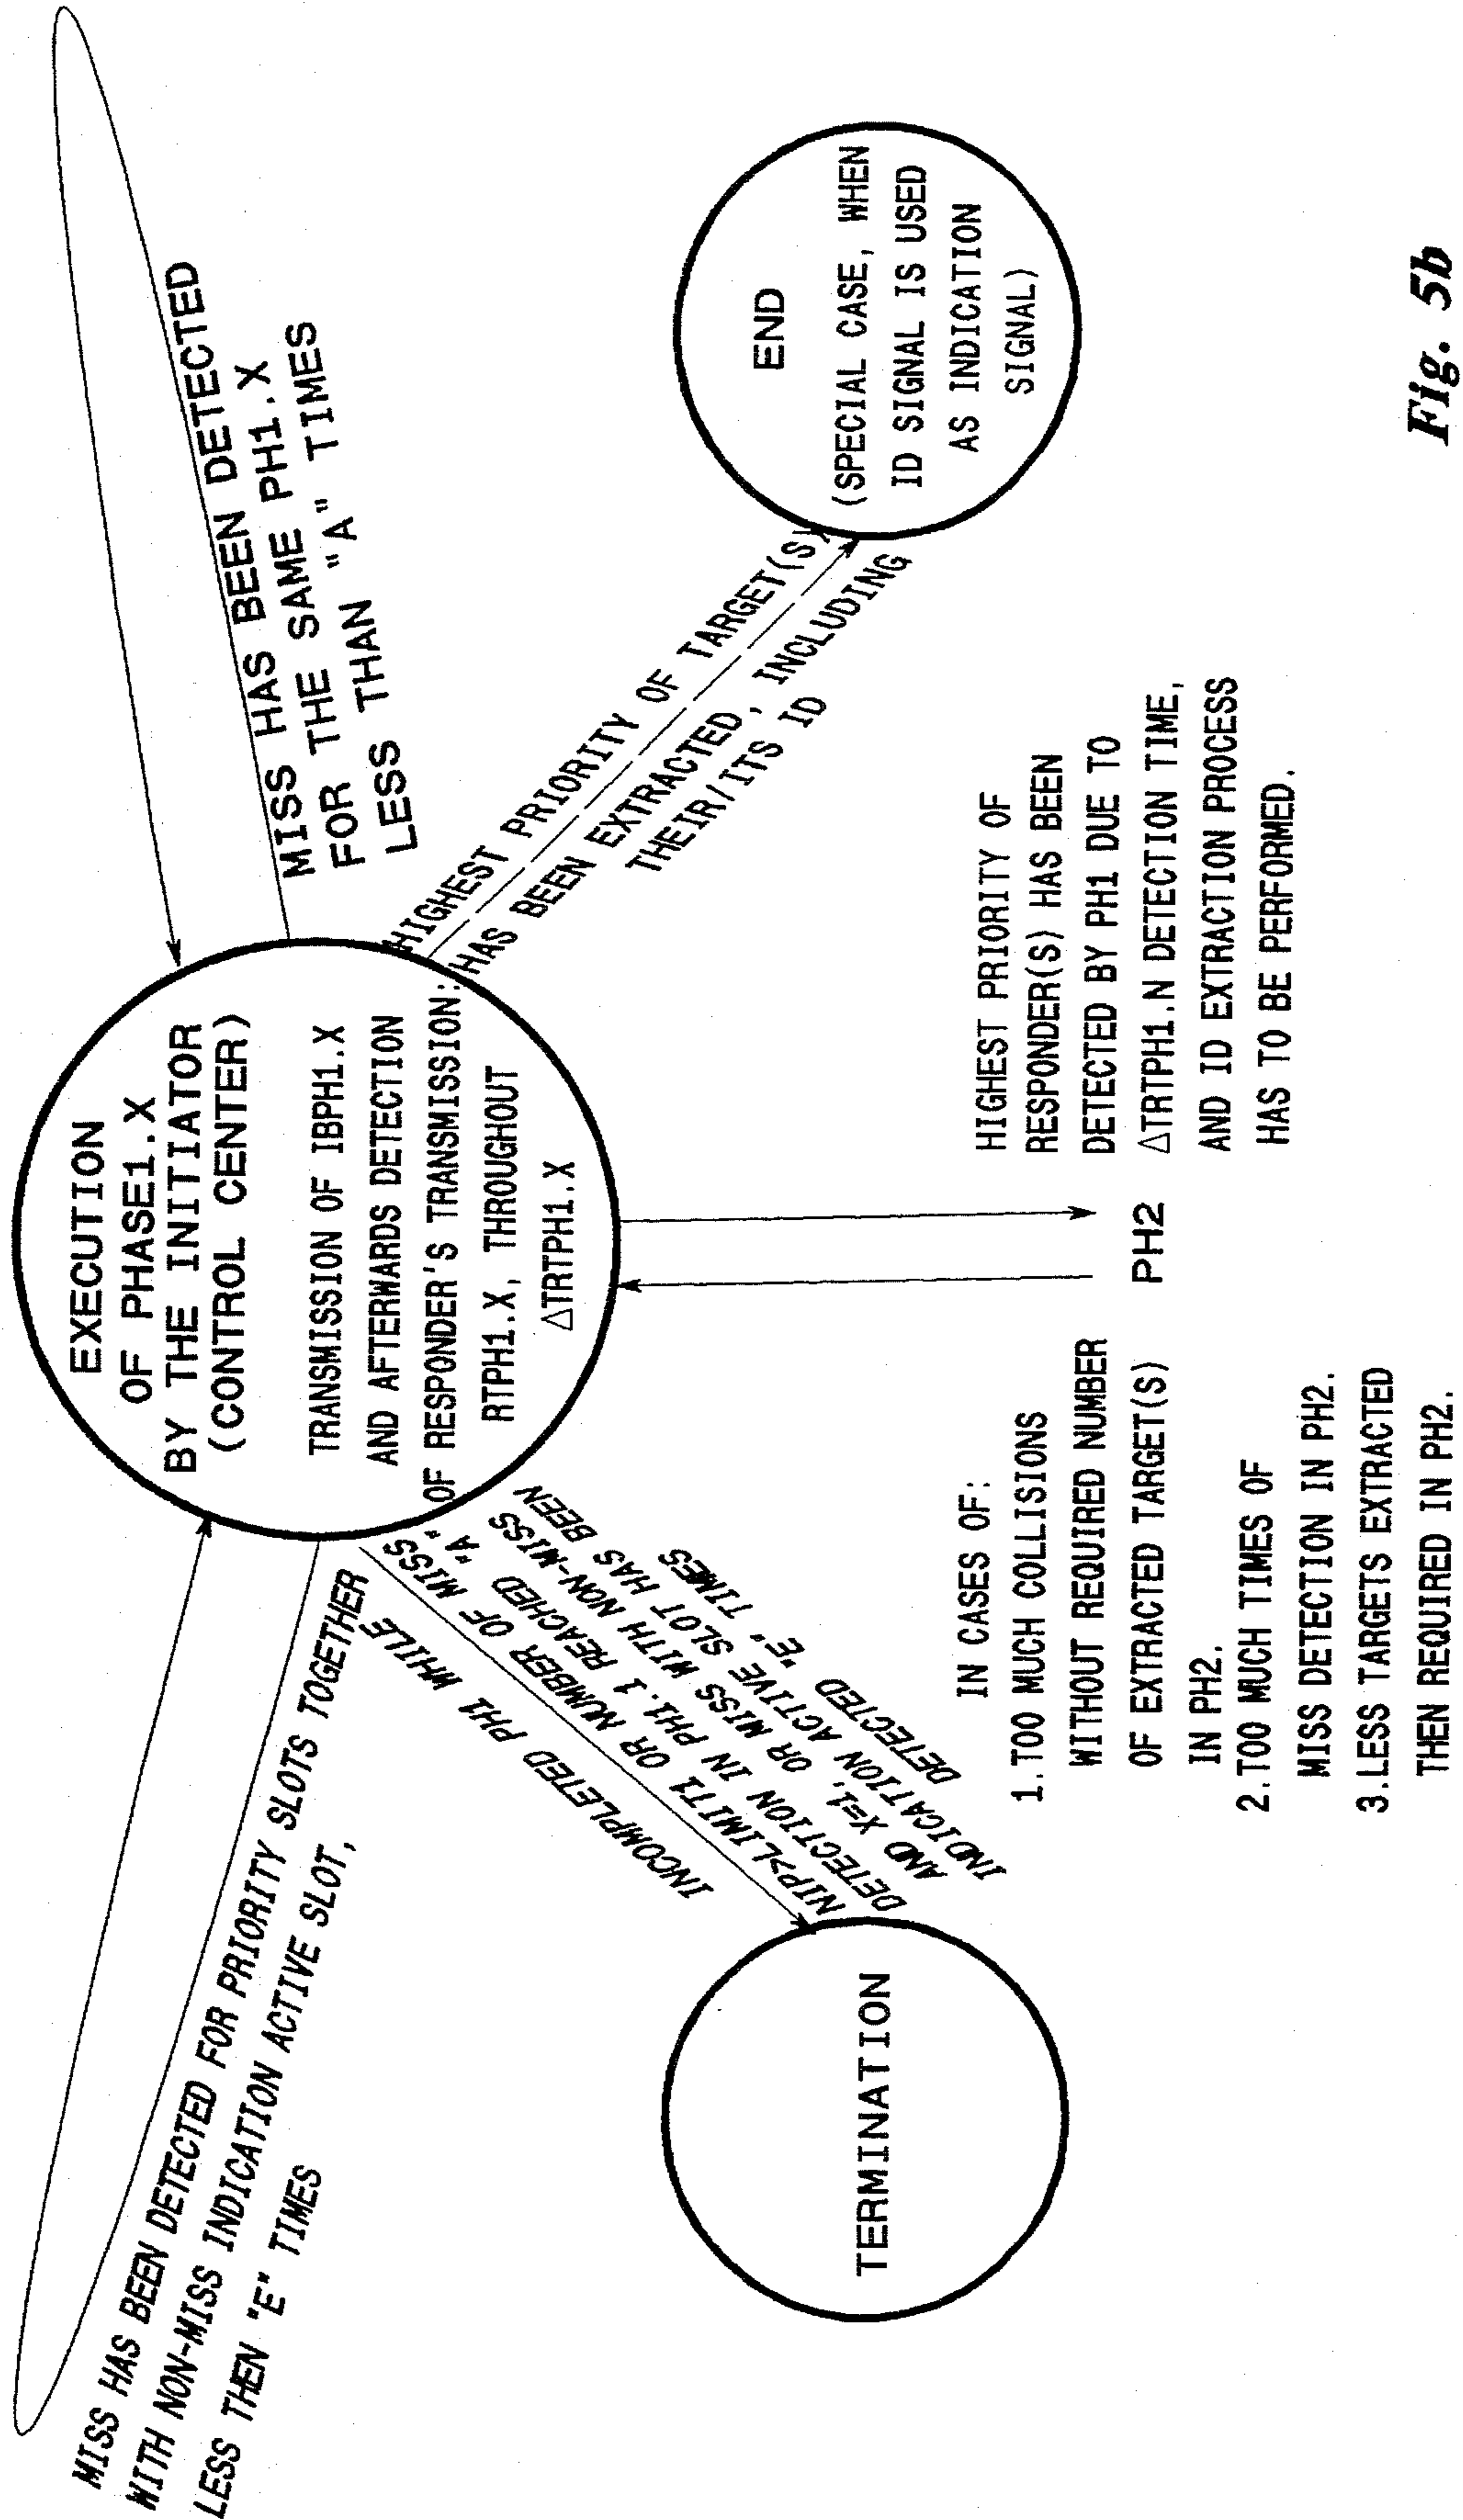 EXECUTION
OF PHASE1.X
BY THE INITIATOR
(CONTROL CENTER)
TRANSMISSION OF IBPH1.X
AND AFTERWARDS DETECTION
OF RESPONDER'S TRANSMISSION:
RTPH1.X, THROUGHOUT
△TRTPH1.X
MISS HAS BEEN DETECTED FOR PRIORITY SLOTS TOGETHER
WITH NON-MISS INDICATION ACTIVE SLOT,
LESS THEN "E" TIMES
MISS HAS BEEN DETECTED
FOR THE SAME PH1.X
LESS THAN "A" TIMES
INCOMPLETED PH1 WHILE
NIP>LIMIT1 OR NUMBER OF MISS
DETECTION IN PH1.1 REACHED "A"
AND X=1, OR MISS WITH NON-MISS
INDICATION ACTIVE SLOT HAS BEEN
DETECTED "E" TIMES
HIGHEST PRIORITY OF TARGET(S)
HAS BEEN EXTRACTED, INCLUDING
THEIR/ITS ID
TERMINATION
END
(SPECIAL CASE, WHEN
ID SIGNAL IS USED
AS INDICATION
SIGNAL)
IN CASES OF:
1.TOO MUCH COLLISIONS
WITHOUT REQUIRED NUMBER
OF EXTRACTED TARGET(S)
IN PH2.
2.TOO MUCH TIMES OF
MISS DETECTION IN PH2.
3.LESS TARGETS EXTRACTED
THEN REQUIRED IN PH2.
PH2
HIGHEST PRIORITY OF
RESPONDER(S) HAS BEEN
DETECTED BY PH1 DUE TO
△TRTPH1.N DETECTION TIME,
AND ID EXTRACTION PROCESS
HAS TO BE PERFORMED.
Fig. 5b